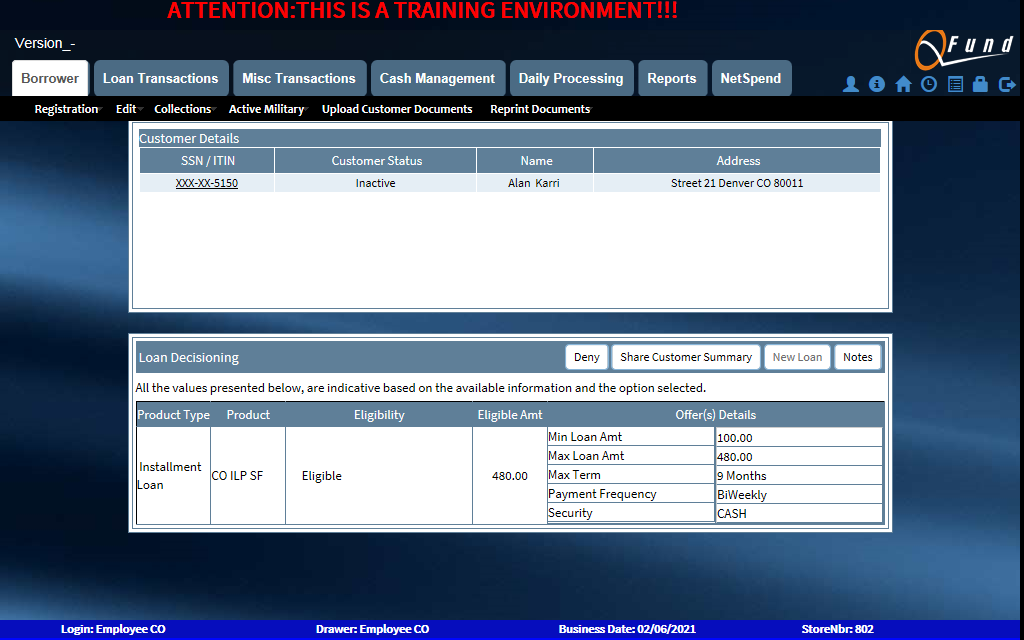 ATTENTION:THIS IS A TRAINING ENVIRONMENT!!!
Version_-
QFund
Borrower Loan Transactions Misc Transactions Cash Management Daily Processing Reports NetSpend
Registration Edit Collections Active Military Upload Customer Documents Reprint Documents
Customer Details
SSN / ITIN Customer Status Name Address
XXX-XX-5150 Inactive Alan Karri Street 21 Denver CO 80011
Loan Decisioning Deny Share Customer Summary New Loan Notes
All the values presented below, are indicative based on the available information and the option selected.
Product Type Product Eligibility Eligible Amt Offer(s) Details
Installment Loan CO ILP SF Eligible 480.00
Min Loan Amt 100.00
Max Loan Amt 480.00
Max Term 9 Months
Payment Frequency BiWeekly
Security CASH
Login: Employee CO Drawer: Employee CO Business Date: 02/06/2021 StoreNbr: 802